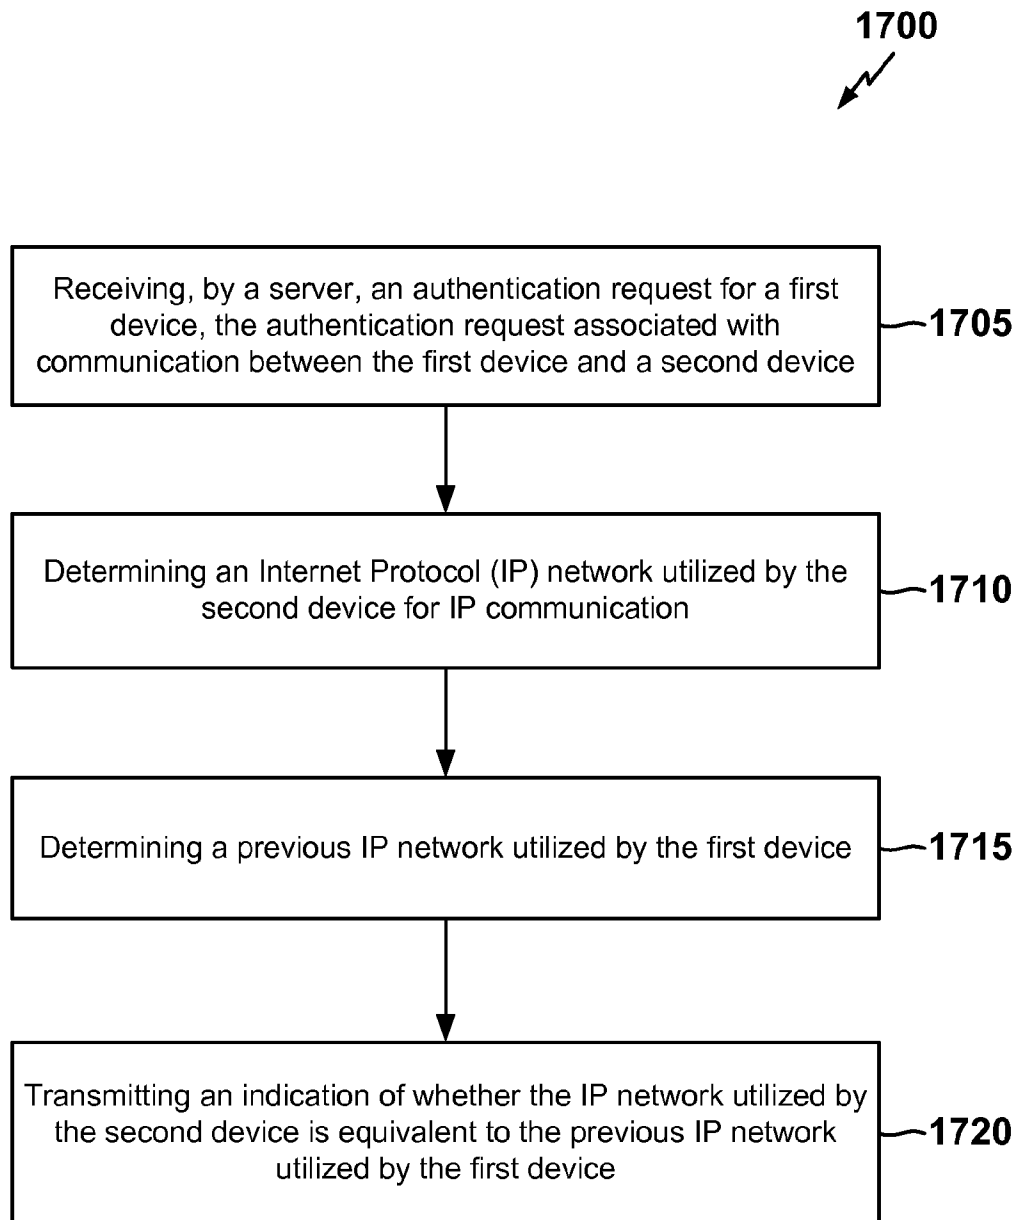 1700
Receiving, by a server, an authentication request for a first
device, the authentication request associated with
communication between the first device and a second device
1705
Determining an Internet Protocol (IP) network utilized by the
second device for IP communication
1710
Determining a previous IP network utilized by the first device
1715
Transmitting an indication of whether the IP network utilized by
the second device is equivalent to the previous IP network
utilized by the first device
1720